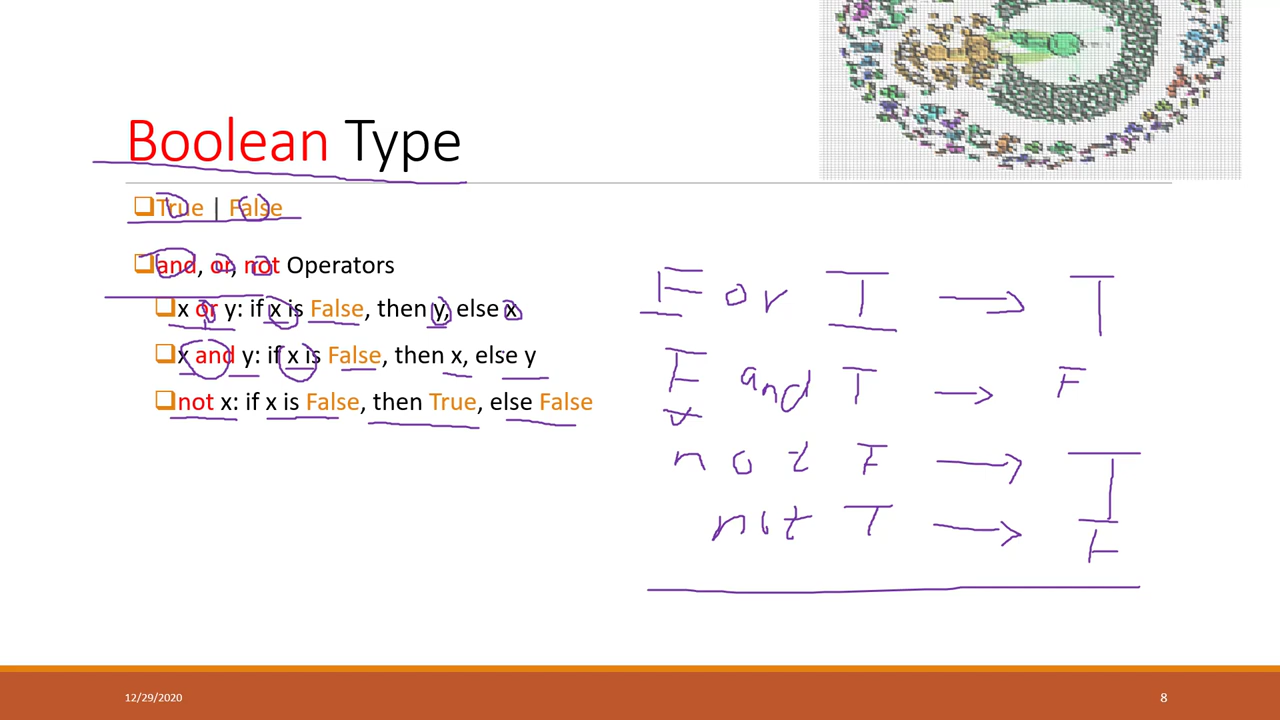 Boolean Type
True | False
and, or, not Operators
x or y: if x is False, then y, else x
x and y: if x is False, then x, else y
not x: if x is False, then True, else False
F or T → T
F and T → F
not F → T
not T → F
12/29/2020
8